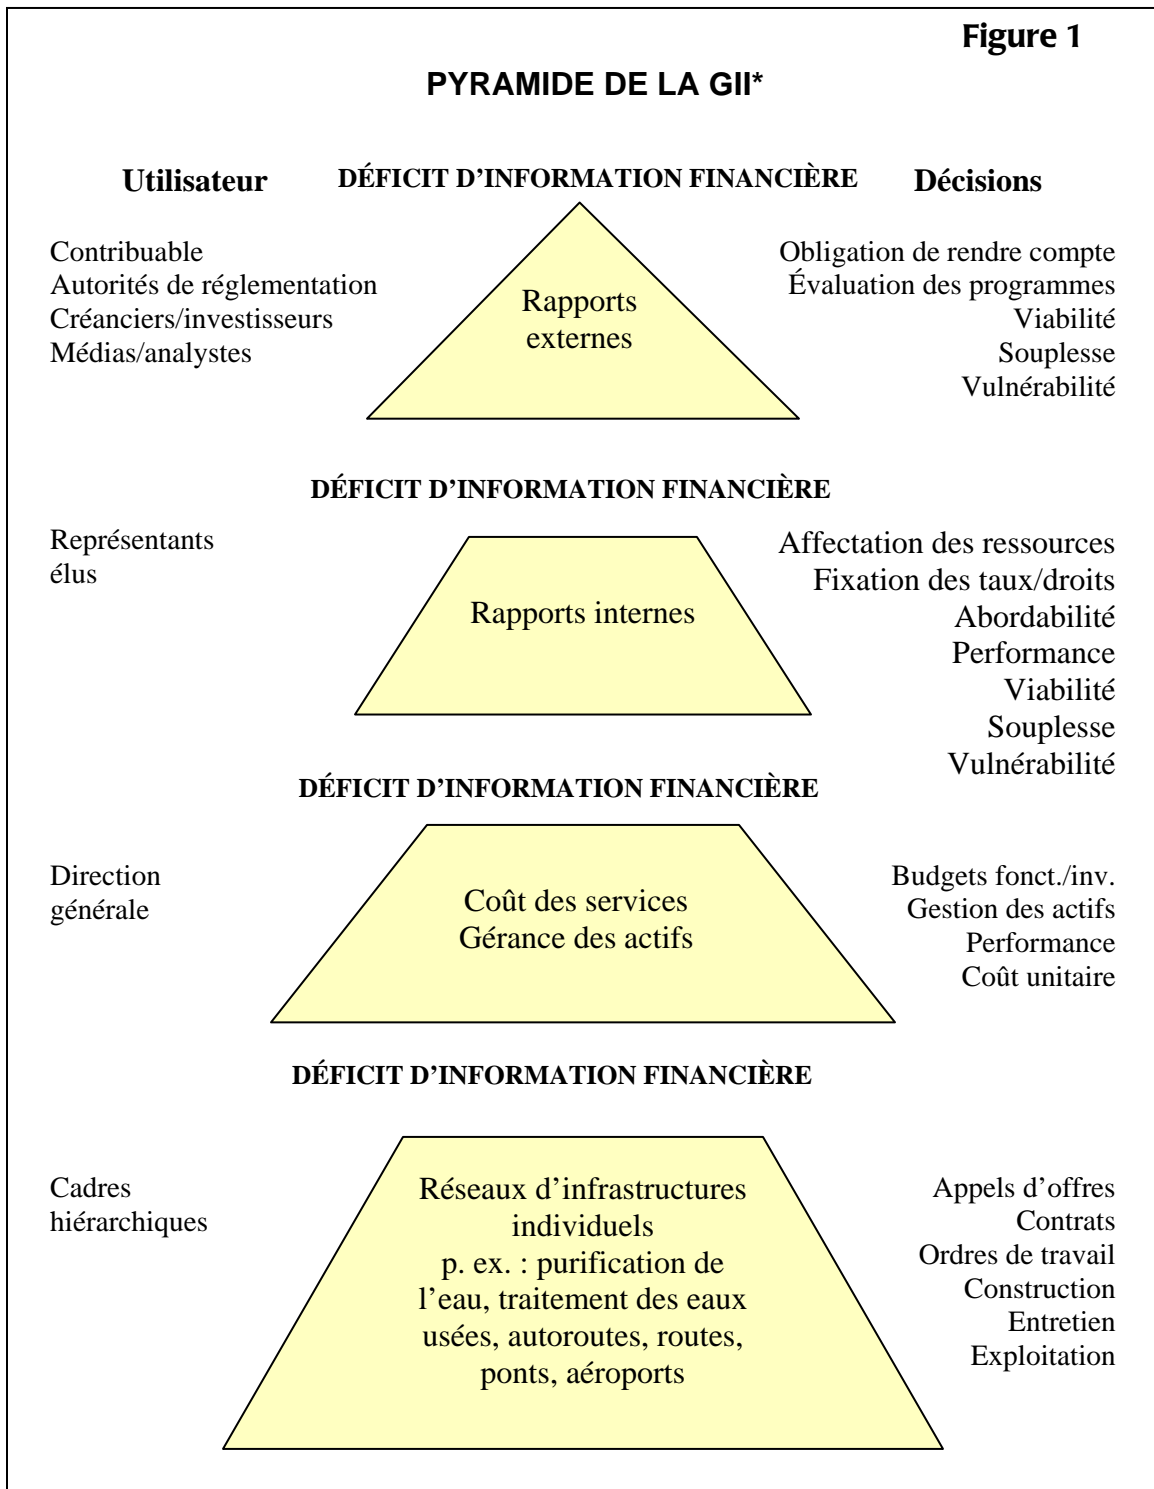 Figure 1
PYRAMIDE DE LA GII*
Utilisateur
DÉFICIT D’INFORMATION FINANCIÈRE
Décisions
Contribuable
Autorités de réglementation
Créanciers/investisseurs
Médias/analystes
Rapports
externes
Obligation de rendre compte
Évaluation des programmes
Viabilité
Souplesse
Vulnérabilité
DÉFICIT D’INFORMATION FINANCIÈRE
Représentants
élus
Rapports internes
Affectation des ressources
Fixation des taux/droits
Abordabilité
Performance
Viabilité
Souplesse
Vulnérabilité
DÉFICIT D’INFORMATION FINANCIÈRE
Direction
générale
Coût des services
Gérance des actifs
Budgets fonct./inv.
Gestion des actifs
Performance
Coût unitaire
DÉFICIT D’INFORMATION FINANCIÈRE
Cadres
hiérarchiques
Réseaux d’infrastructures
individuels
p. ex. : purification de
l’eau, traitement des eaux
usées, autoroutes, routes,
ponts, aéroports
Appels d’offres
Contrats
Ordres de travail
Construction
Entretien
Exploitation